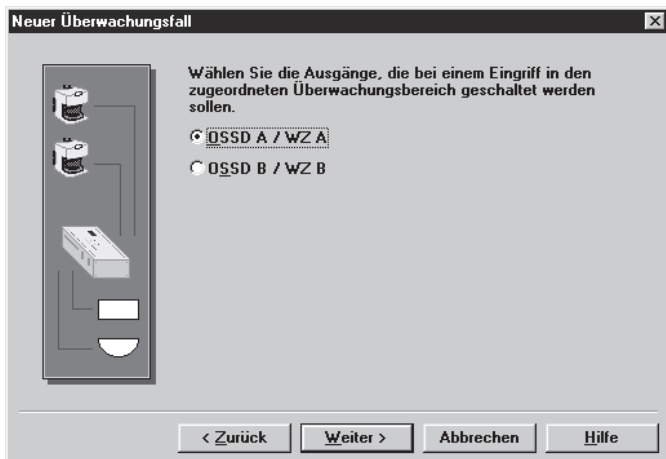 Neuer Überwachungsfall
Wählen Sie die Ausgänge, die bei einem Eingriff in den
zugeordneten Überwachungsbereich geschaltet werden
sollen.
OSSD A / WZ A
OSSD B / WZ B
< Zurück
Weiter >
Abbrechen
Hilfe